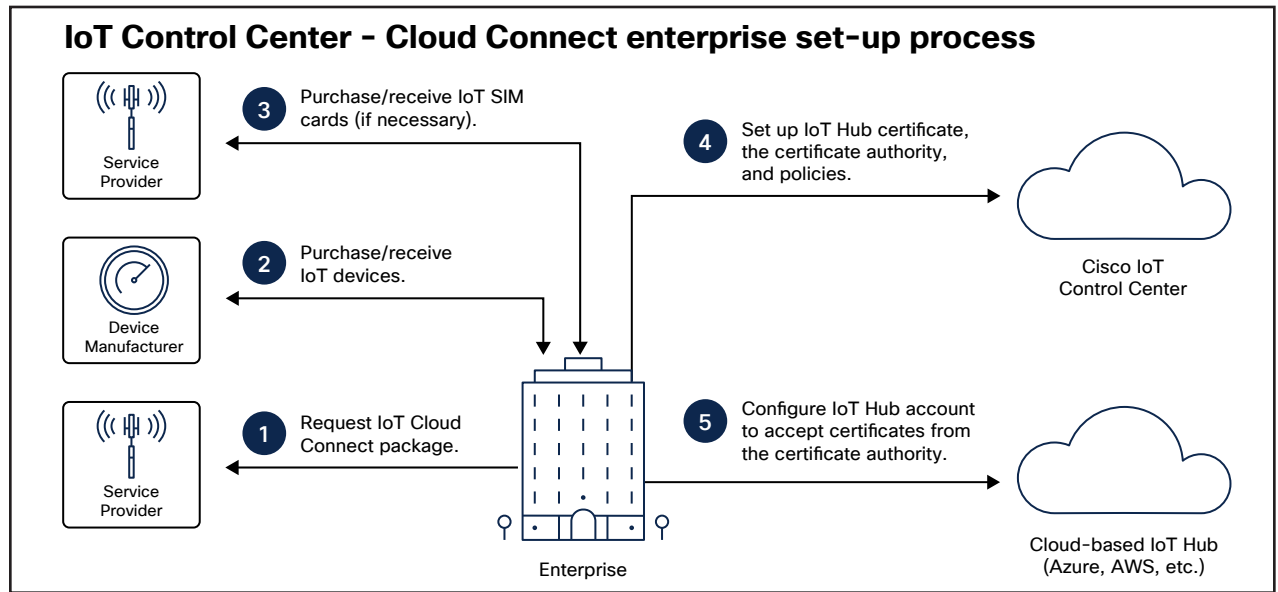 IoT Control Center – Cloud Connect enterprise set-up process
Service
Provider
3
Purchase/receive IoT SIM
cards (if necessary).
4
Set up IoT Hub certificate,
the certificate authority,
and policies.
Cisco IoT
Control Center
Device
Manufacturer
2
Purchase/receive
IoT devices.
Service
Provider
1
Request IoT Cloud
Connect package.
Enterprise
5
Configure IoT Hub account
to accept certificates from
the certificate authority.
Cloud-based IoT Hub
(Azure, AWS, etc.)